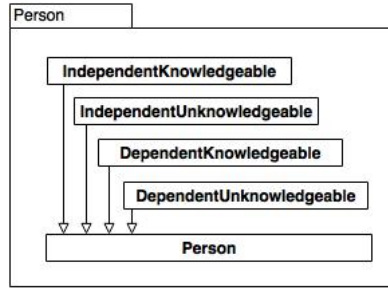 Person
IndependentKnowledgeable
IndependentUnknowledgeable
DependentKnowledgeable
DependentUnknowledgeable
Person